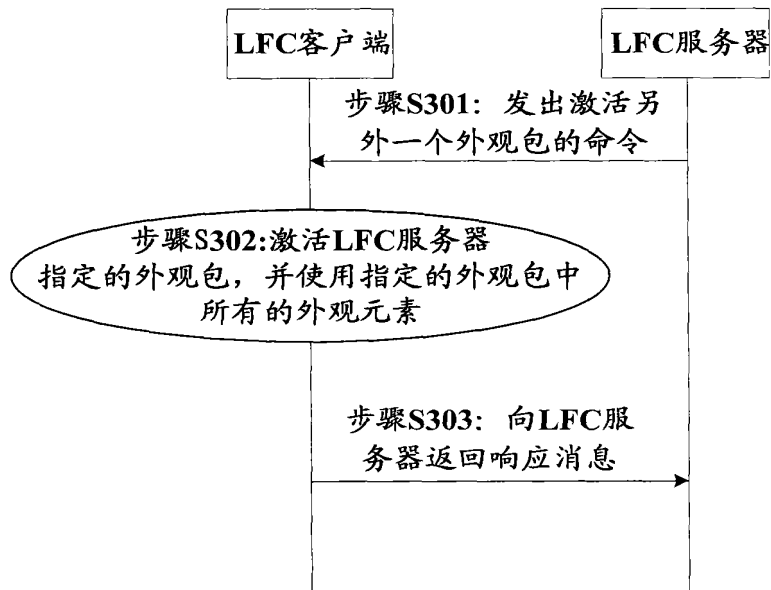 LFC客户端
LFC服务器
步骤S301：发出激活另
外一个外观包的命令
步骤S302:激活LFC服务器
指定的外观包，并使用指定的外观包中
所有的外观元素
步骤S303：向LFC服
务器返回响应消息